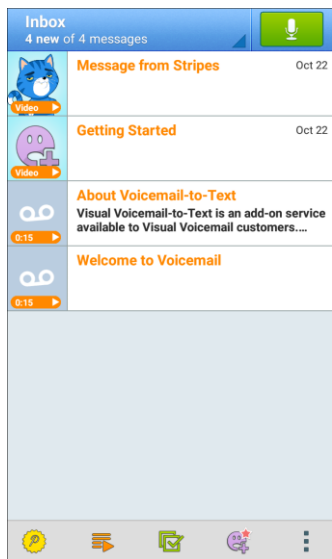 Inbox
4 new of 4 messages
Message from Stripes
Oct 22
Video
Getting Started
Oct 22
Video
About Voicemail-to-Text
Visual Voicemail-to-Text is an add-on service
available to Visual Voicemail customers....
0:15
Welcome to Voicemail
0:15